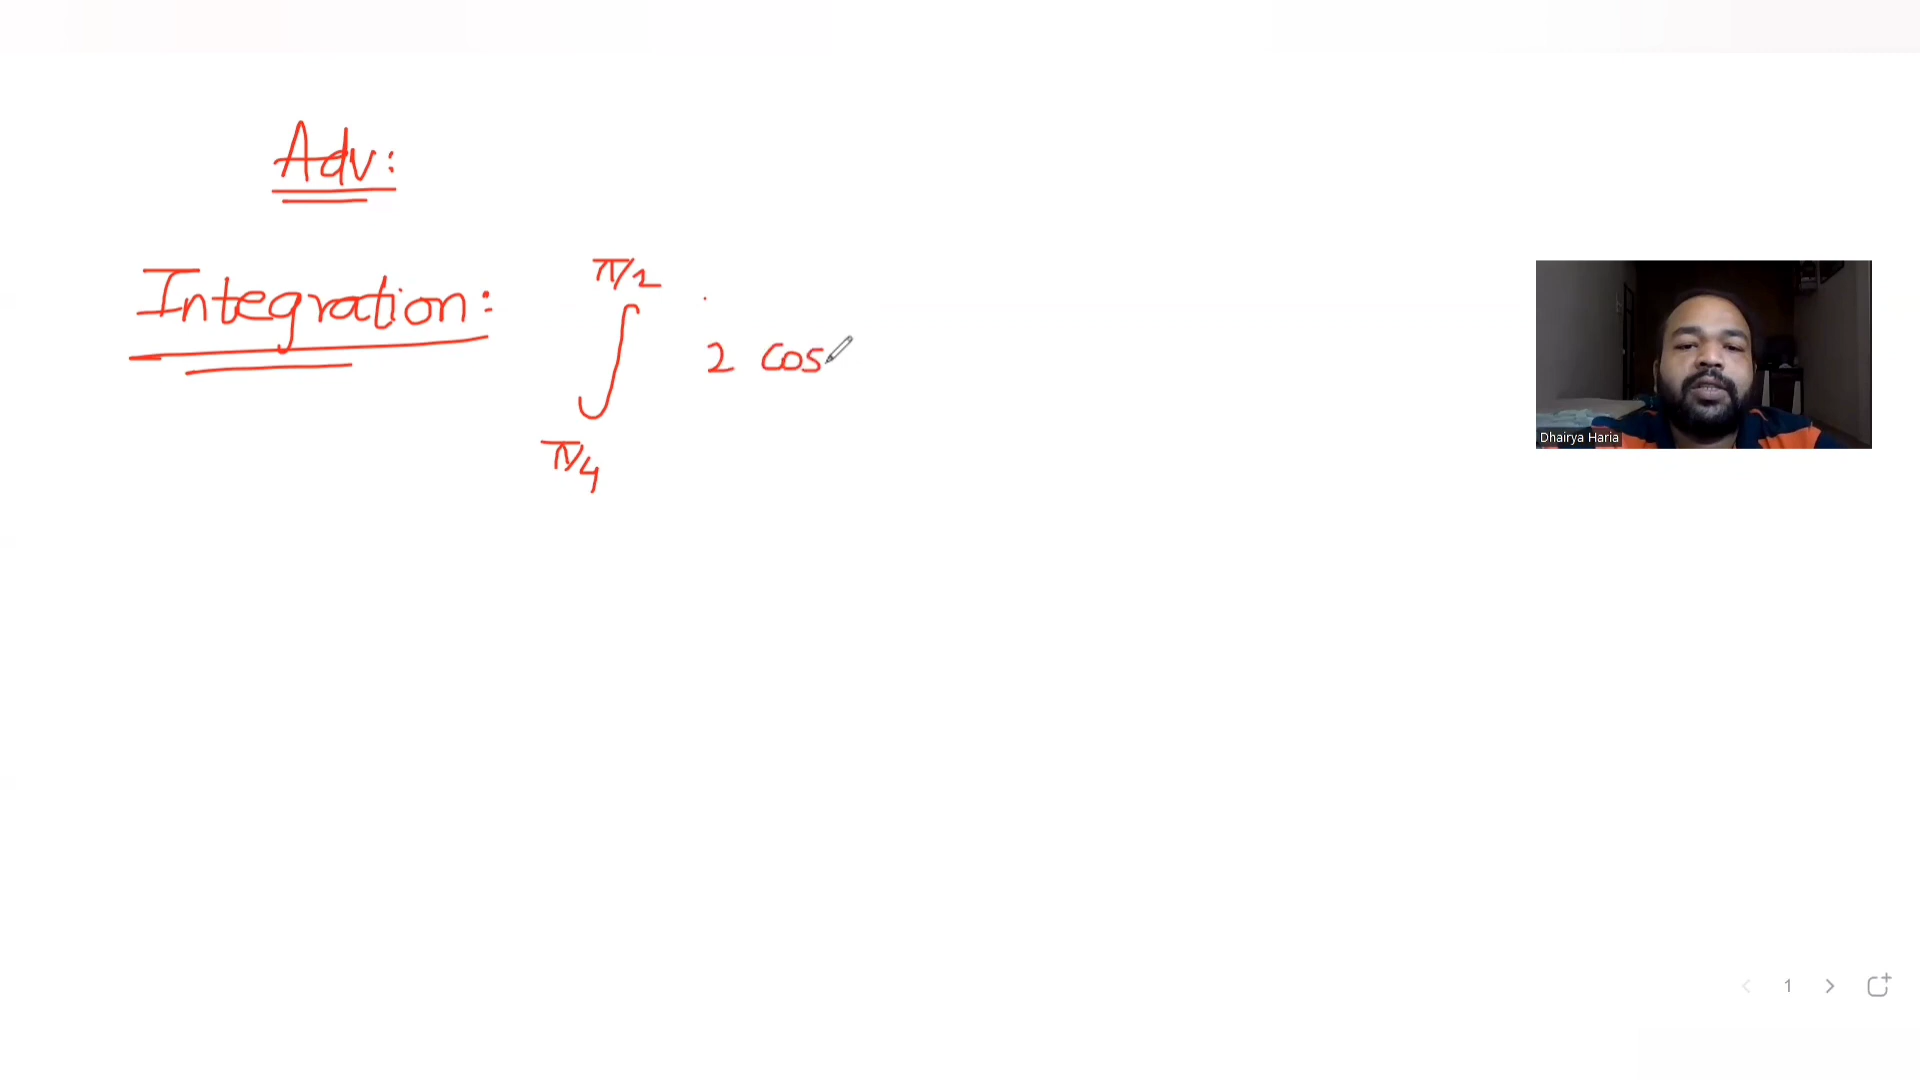 Adv:
Integration:
π/2
∫ 2 cos
π/4
Dhairya Haria
1